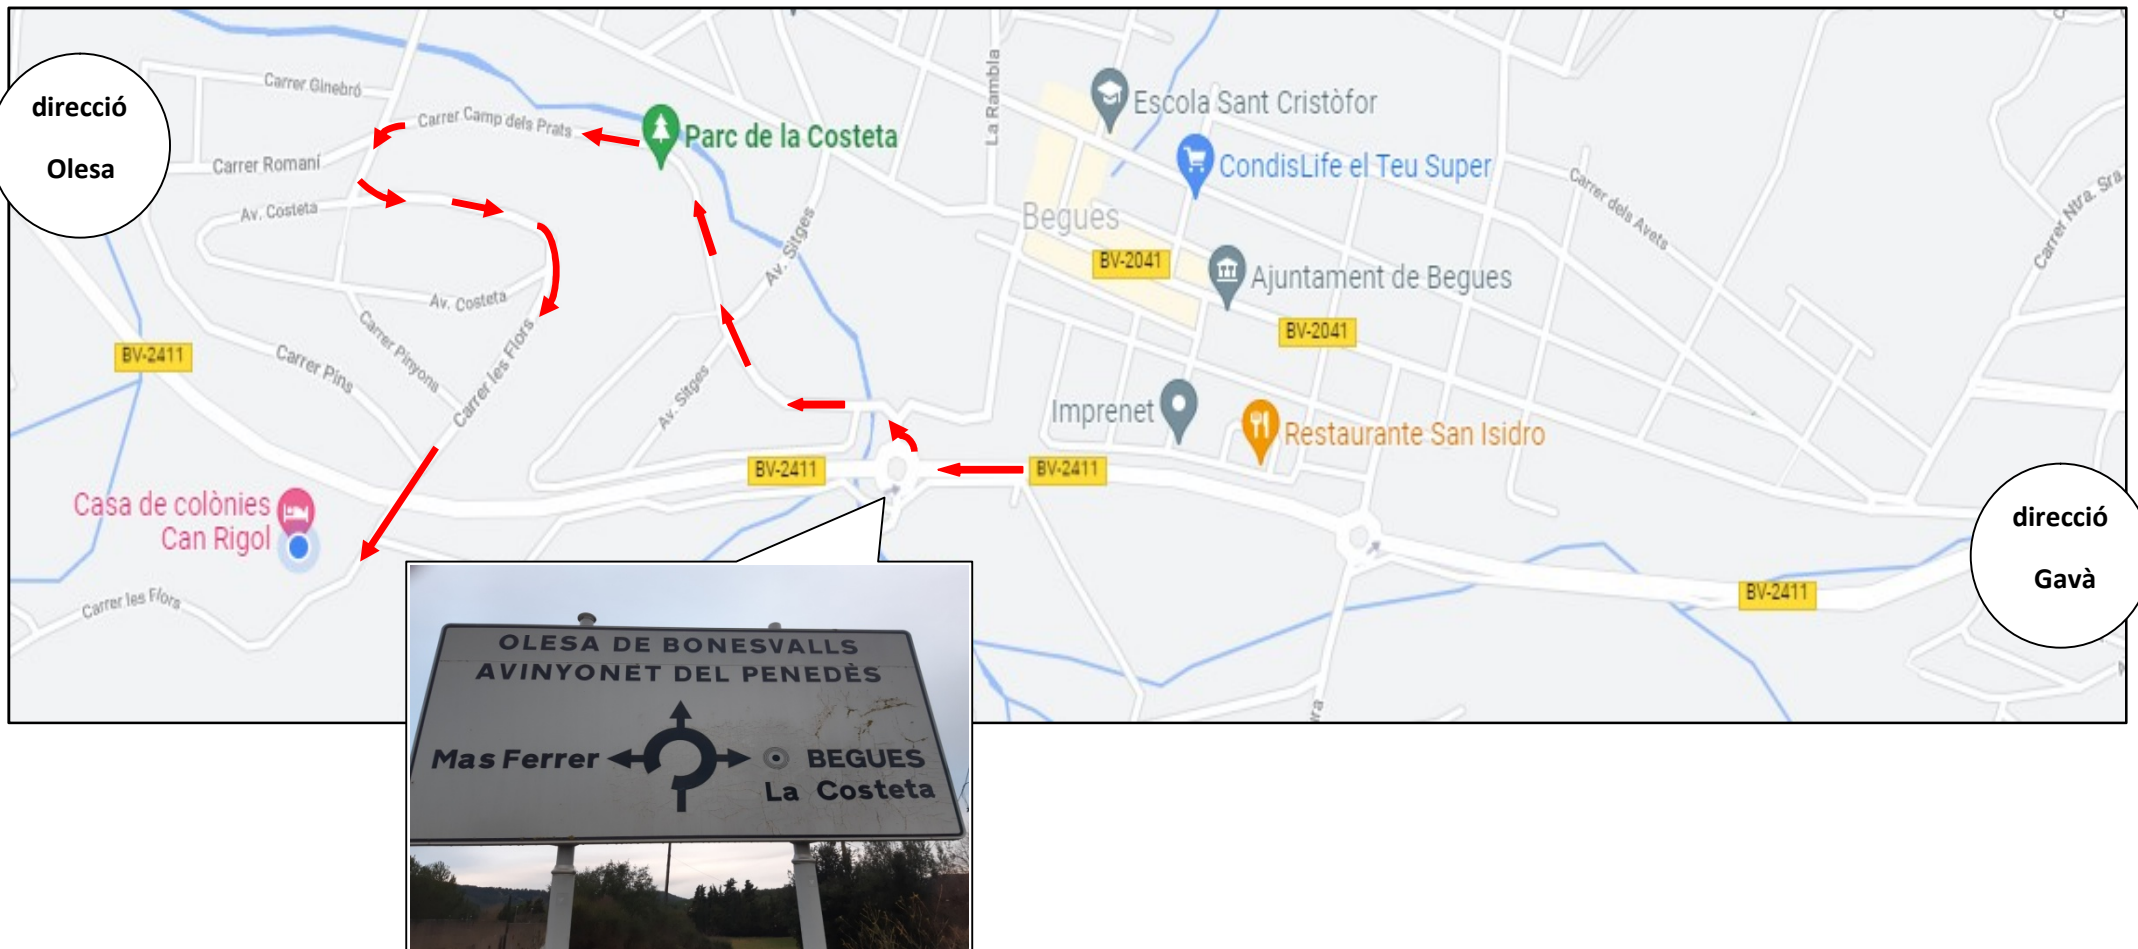 direcció
Olesa
Carrer Ginebró
Carrer Camp dels Prats
Carrer Romaní
Av. Costeta
Av. Costeta
Carrer Pinyons
Carrer Pins
Carrer les Flors
BV-2411
Parc de la Costeta
Av. Sitges
Av. Sitges
La Rambla
Escola Sant Cristòfor
CondisLife el Teu Super
Begues
BV-2041
Ajuntament de Begues
BV-2041
Carrer dels Avets
Carrer Ntra. Sra.
Imprenet
Restaurante San Isidro
BV-2411
BV-2411
BV-2411
Casa de colònies
Can Rigol
Carrer les Flors
direcció
Gavà
OLESA DE BONESVALLS
AVINYONET DEL PENEDÈS
Mas Ferrer
BEGUES
La Costeta